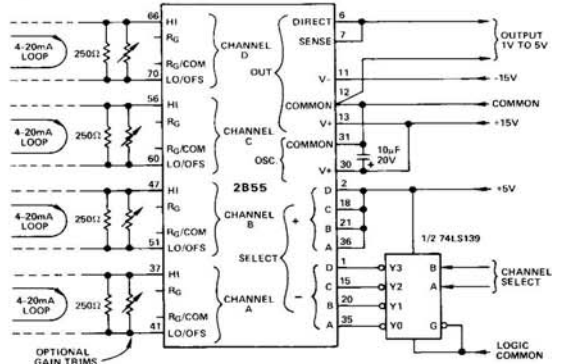 66 HI DIRECT 6
4-20mA LOOP 250Ω RG CHANNEL D SENSE 7 OUTPUT 1V TO 5V
RG/COM OUT
70 LO/OFS V- 11 -15V
12
56 HI COMMON COMMON
RG V+ 13 +15V
4-20mA LOOP 250Ω CHANNEL C COMMON 31
RG/COM OSC. 10μF 20V +
60 LO/OFS V+ 30
47 HI 2B55 D 2 +5V
RG C 18
4-20mA LOOP 250Ω CHANNEL B + B 21 1/2 74LS139
RG/COM A 36
51 LO/OFS SELECT
37 HI D 1 Y3 B CHANNEL SELECT
RG C 15 Y2 A
4-20mA LOOP 250Ω CHANNEL A − B 20 Y1
RG/COM A 35 Y0 G
41 LO/OFS
OPTIONAL GAIN TRIMS
LOGIC COMMON